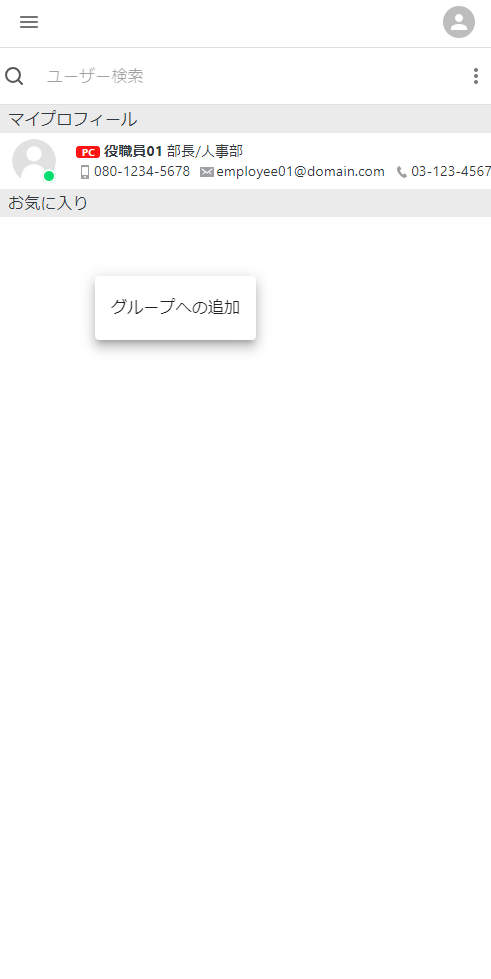 ユーザー検索
マイプロフィール
PC 役職員01 部長/人事部
080-1234-5678 employee01@domain.com 03-123-4567
お気に入り
グループへの追加